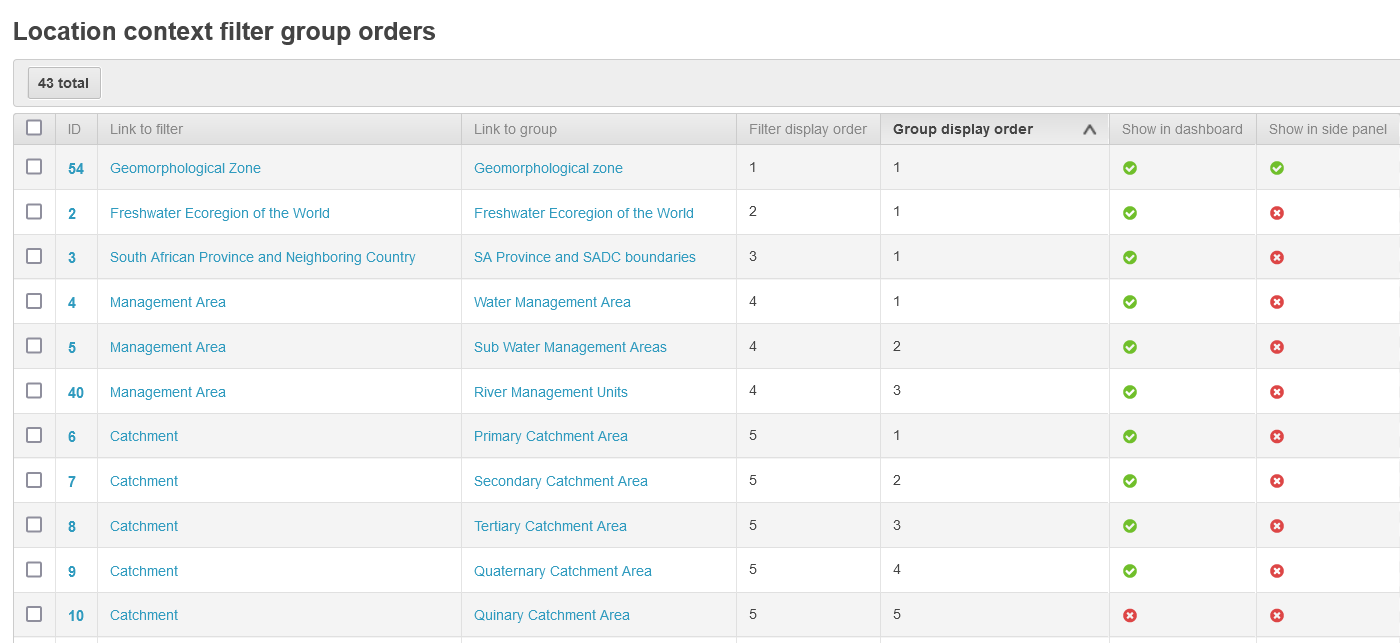 Location context filter group orders
43 total
ID Link to filter Link to group Filter display order Group display order Show in dashboard Show in side panel
54 Geomorphological Zone Geomorphological zone 1 1
2 Freshwater Ecoregion of the World Freshwater Ecoregion of the World 2 1
3 South African Province and Neighboring Country SA Province and SADC boundaries 3 1
4 Management Area Water Management Area 4 1
5 Management Area Sub Water Management Areas 4 2
40 Management Area River Management Units 4 3
6 Catchment Primary Catchment Area 5 1
7 Catchment Secondary Catchment Area 5 2
8 Catchment Tertiary Catchment Area 5 3
9 Catchment Quaternary Catchment Area 5 4
10 Catchment Quinary Catchment Area 5 5